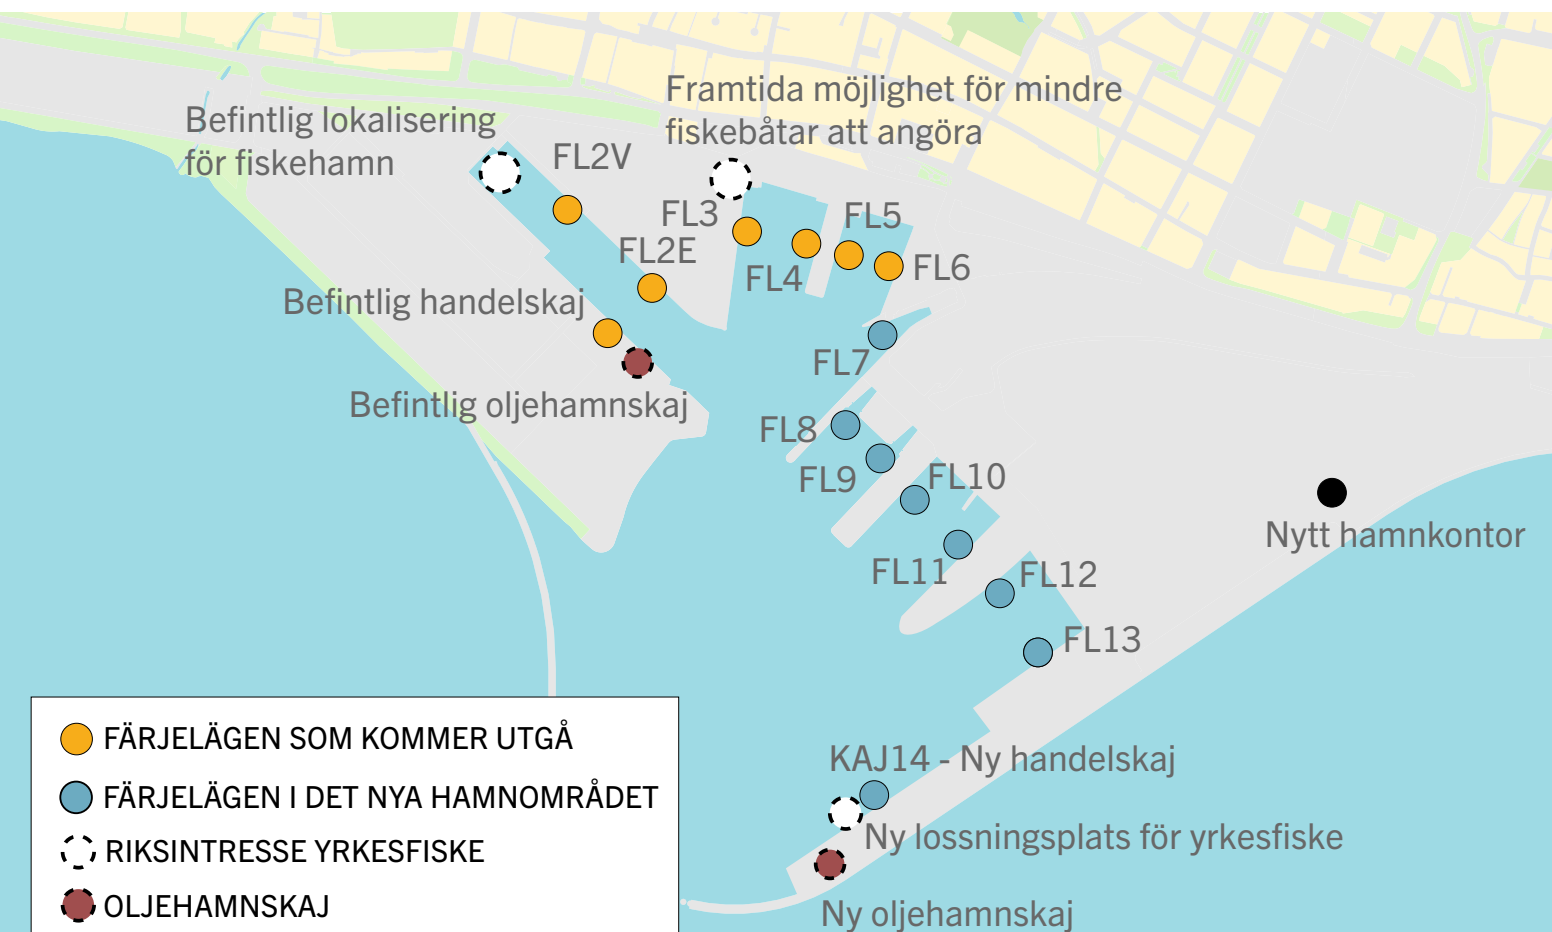 Framtida möjlighet för mindre
fiskebåtar att angöra
Befintlig lokalisering
för fiskehamn
FL2V
FL3
FL5
FL2E
FL4
FL6
Befintlig handelskaj
FL7
Befintlig oljehamnskaj
FL8
FL9
FL10
Nytt hamnkontor
FL11
FL12
FL13
KAJ14 - Ny handelskaj
Ny lossningsplats för yrkesfiske
Ny oljehamnskaj
FÄRJELÄGEN SOM KOMMER UTGÅ
FÄRJELÄGEN I DET NYA HAMNOMRÅDET
RIKSINTRESSE YRKESFISKE
OLJEHAMNSKAJ